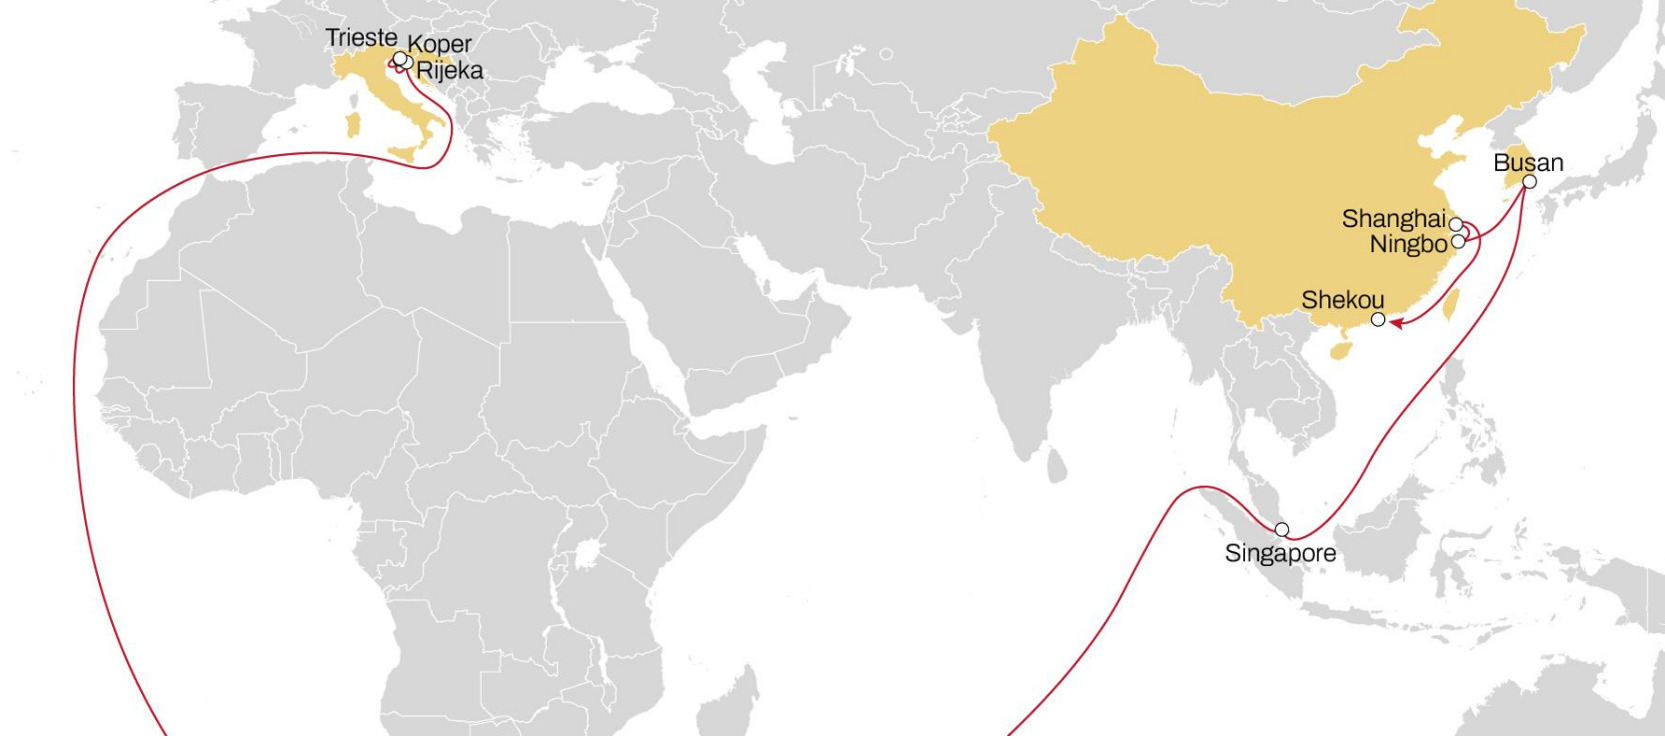 Trieste
Koper
Rijeka
Busan
Shanghai
Ningbo
Shekou
Singapore